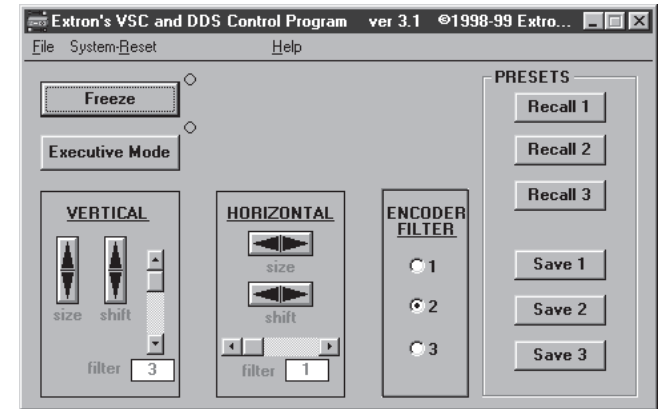 Extron's VSC and DDS Control Program ver 3.1 ©1998-99 Extro...
File System-Reset Help
Freeze
Executive Mode
VERTICAL
size shift
filter 3
HORIZONTAL
size
shift
filter 1
ENCODER
FILTER
1
2
3
PRESETS
Recall 1
Recall 2
Recall 3
Save 1
Save 2
Save 3